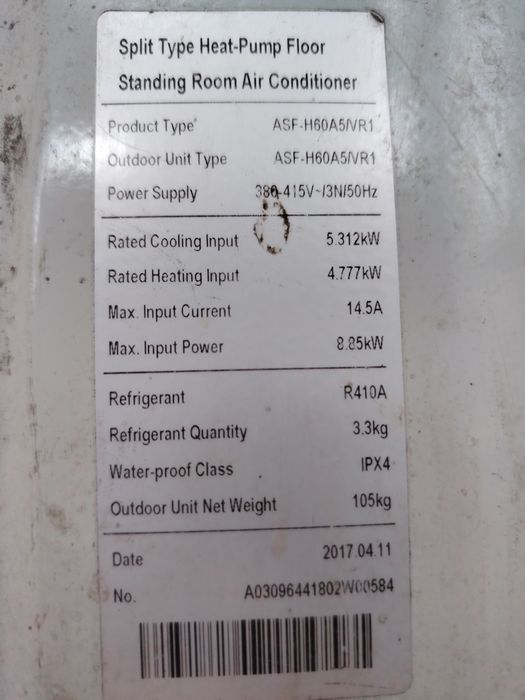 Split Type Heat-Pump Floor
Standing Room Air Conditioner
Product Type ASF-H60A5/VR1
Outdoor Unit Type ASF-H60A5/VR1
Power Supply 380-415V~/3N/50Hz
Rated Cooling Input 5.312kW
Rated Heating Input 4.777kW
Max. Input Current 14.5A
Max. Input Power 8.85kW
Refrigerant R410A
Refrigerant Quantity 3.3kg
Water-proof Class IPX4
Outdoor Unit Net Weight 105kg
Date 2017.04.11
No. A03096441802W00584